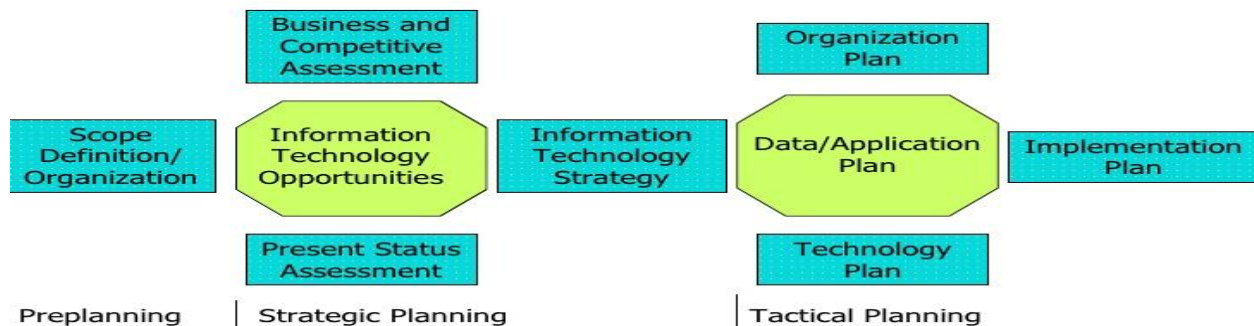 Business and
Competitive
Assessment
Organization
Plan
Scope
Definition/
Organization
Information
Technology
Opportunities
Information
Technology
Strategy
Data/Application
Plan
Implementation
Plan
Present Status
Assessment
Technology
Plan
Preplanning
Strategic Planning
Tactical Planning